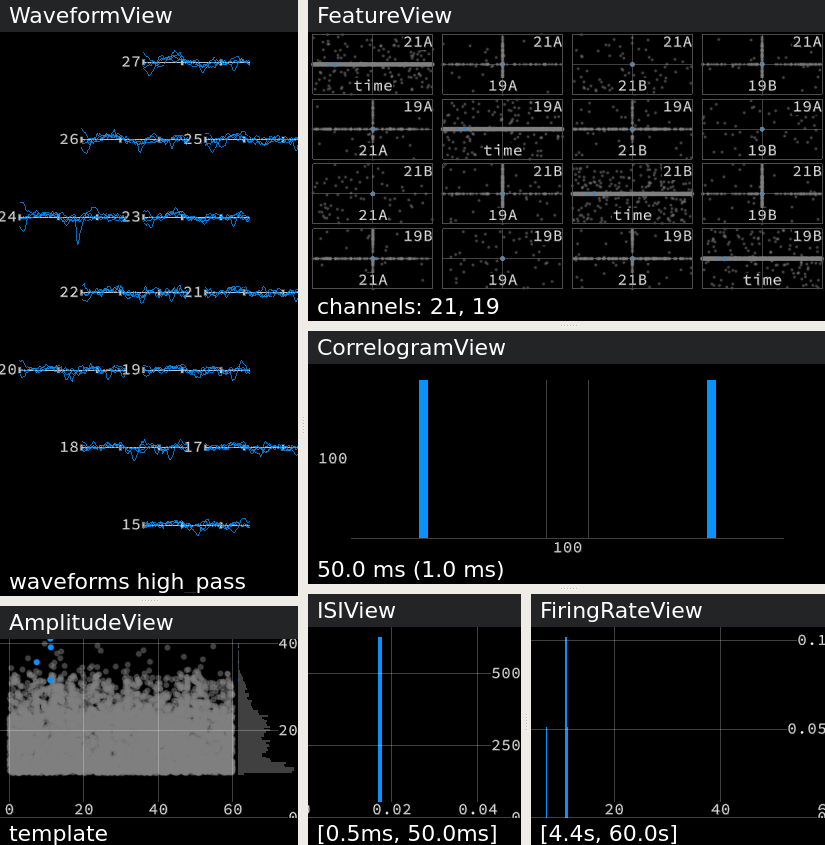 WaveformView
27
26 25
24 23
22 21
20 19
18 17
15
waveforms high_pass
FeatureView
21A 21A 21A 21A
time 19A 21B 19B
19A 19A 19A 19A
21A time 21B 19B
21B 21B 21B 21B
21A 19A time 19B
19B 19B 19B 19B
21A 19A 21B time
channels: 21, 19
CorrelogramView
100
100
50.0 ms (1.0 ms)
AmplitudeView
40
20
0 20 40 60
template
ISIView
500
250
0.02 0.04
[0.5ms, 50.0ms]
FiringRateView
0.1
0.05
20 40
[4.4s, 60.0s]